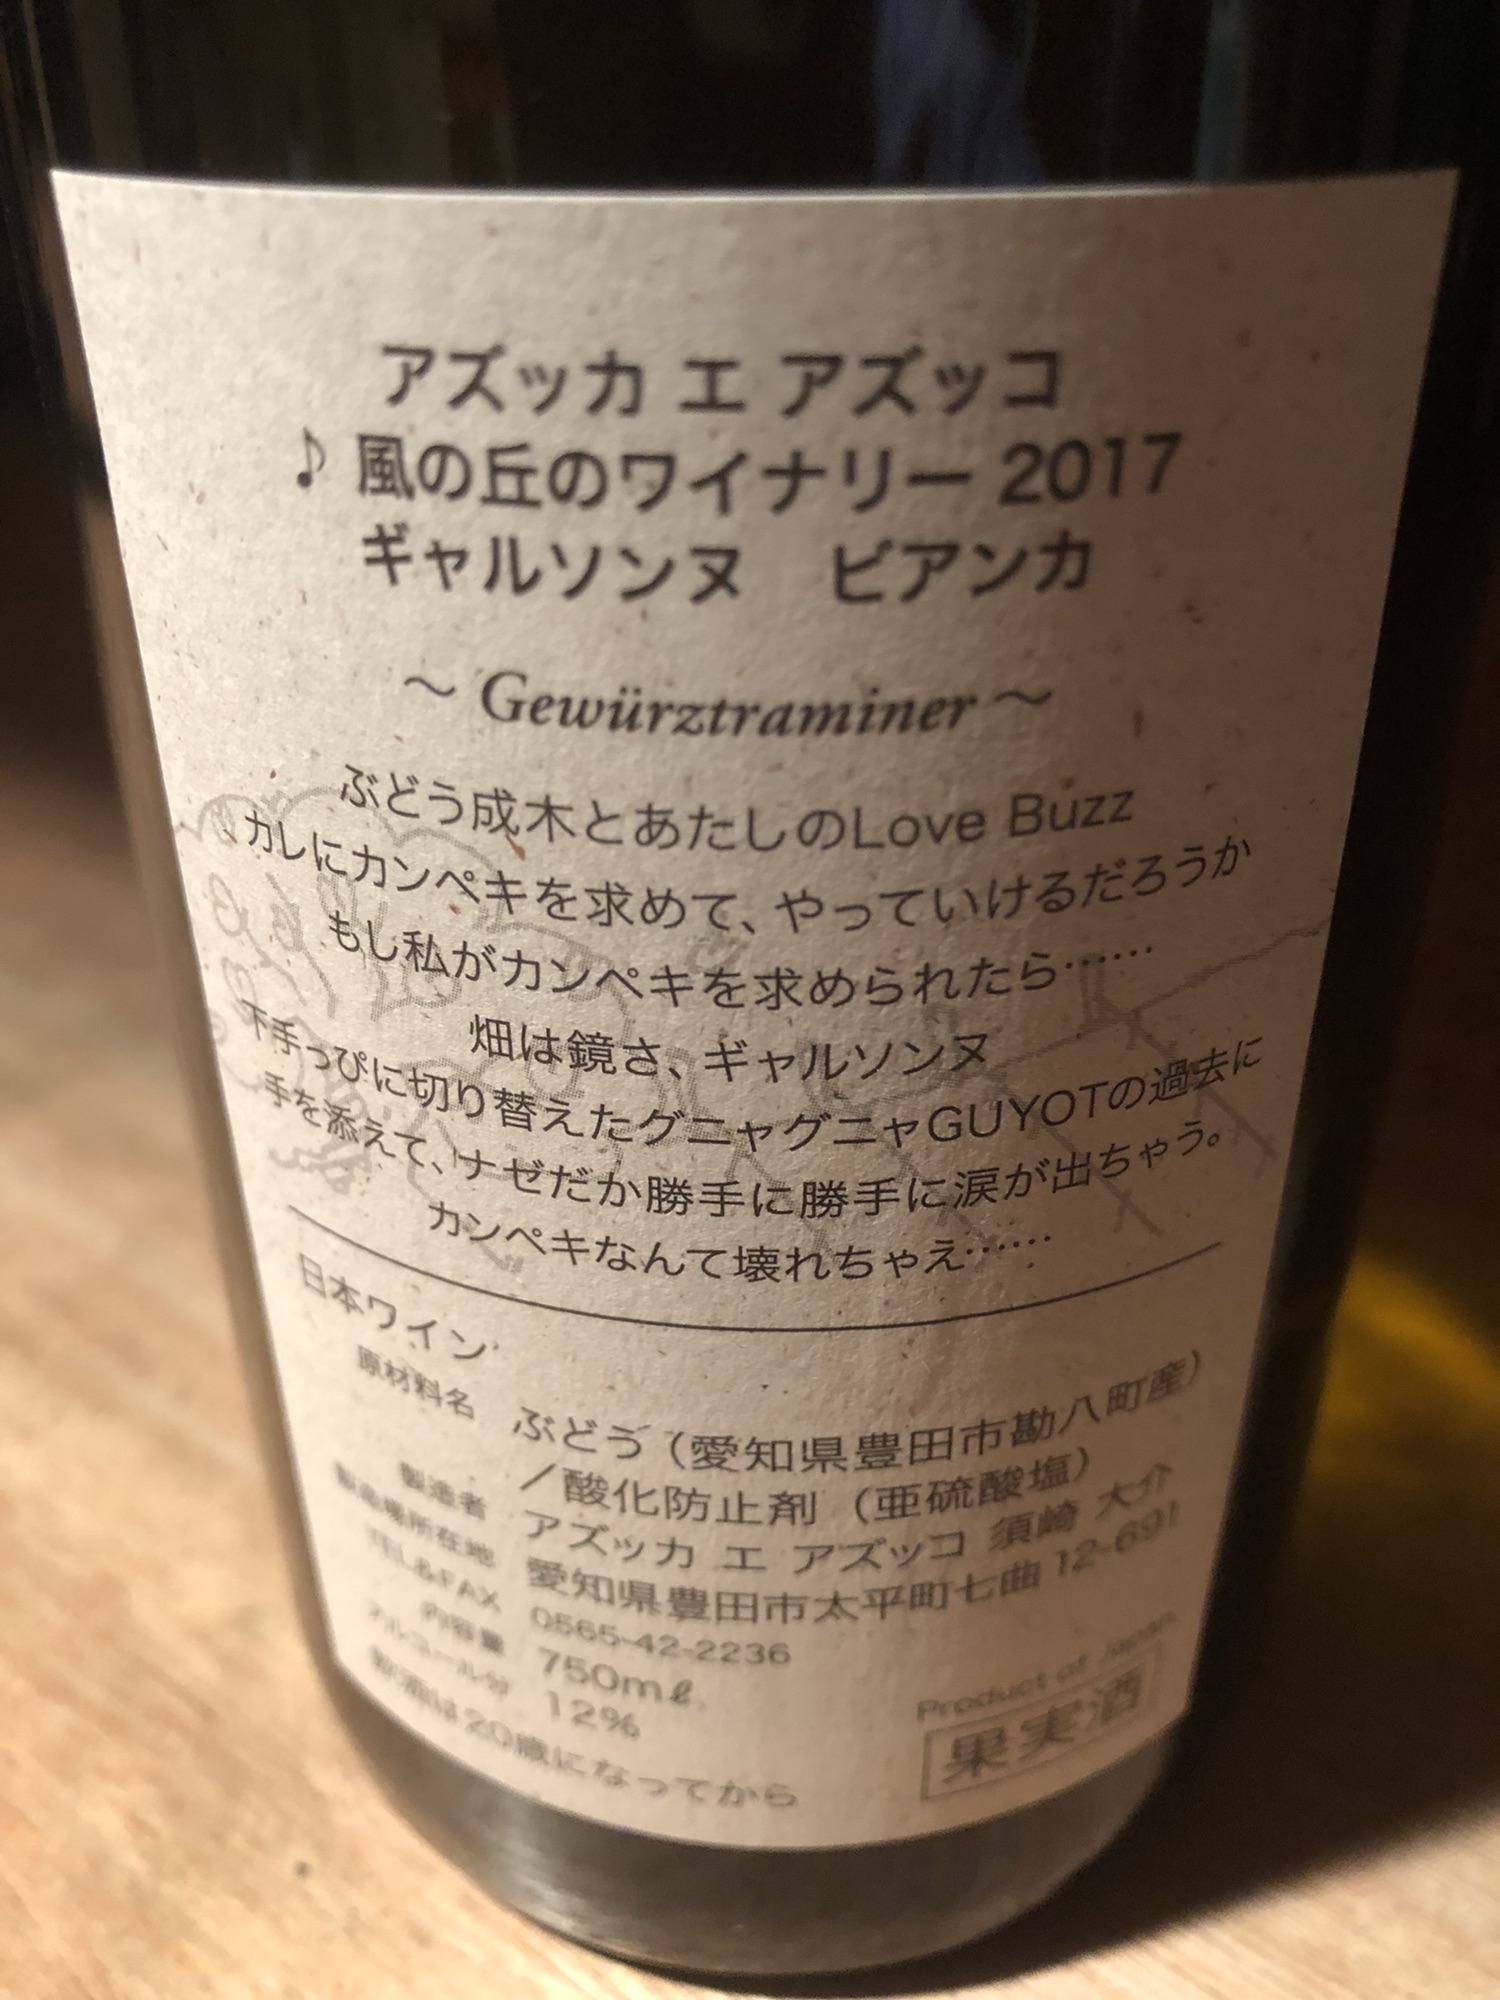 アズッカ エ アズッコ
♪ 風の丘のワイナリー 2017
ギャルソンヌ　ビアンカ
～ Gewürztraminer ～
ぶどう成木とあたしのLove Buzz
カレにカンペキを求めて、やっていけるだろうか
もし私がカンペキを求められたら……
畑は鏡さ、ギャルソンヌ
下手っぴに切り替えたグニャグニャGUYOTの過去に
手を添えて、ナゼだか勝手に勝手に涙が出ちゃう。
カンペキなんて壊れちゃえ……
日本ワイン
原材料名 ぶどう（愛知県豊田市勘八町産）
／酸化防止剤（亜硫酸塩）
製造者 アズッカ エ アズッコ 須崎 大介
製造場所在地 愛知県豊田市太平町七曲 12-691
TEL&FAX 0565-42-2236
内容量 750mℓ
アルコール分 12%
飲酒は20歳になってから
Product of Japan
果実酒